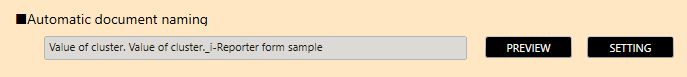 ■Automatic document naming
Value of cluster. Value of cluster._i-Reporter form sample PREVIEW SETTING